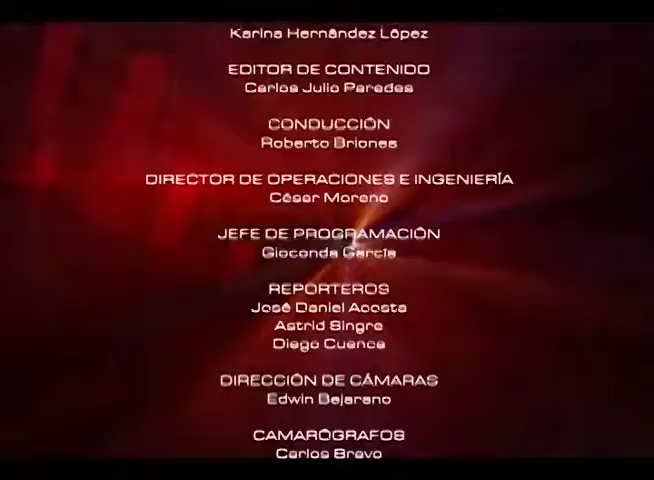 Karina Hernández López
EDITOR DE CONTENIDO
Carlos Julio Paredes
CONDUCCIÓN
Roberto Briones
DIRECTOR DE OPERACIONES E INGENIERÍA
César Moreno
JEFE DE PROGRAMACIÓN
Gioconda García
REPORTEROS
José Daniel Acosta
Astrid Singre
Diego Cuenca
DIRECCIÓN DE CÁMARAS
Edwin Bejarano
CAMARÓGRAFOS
Carlos Bravo